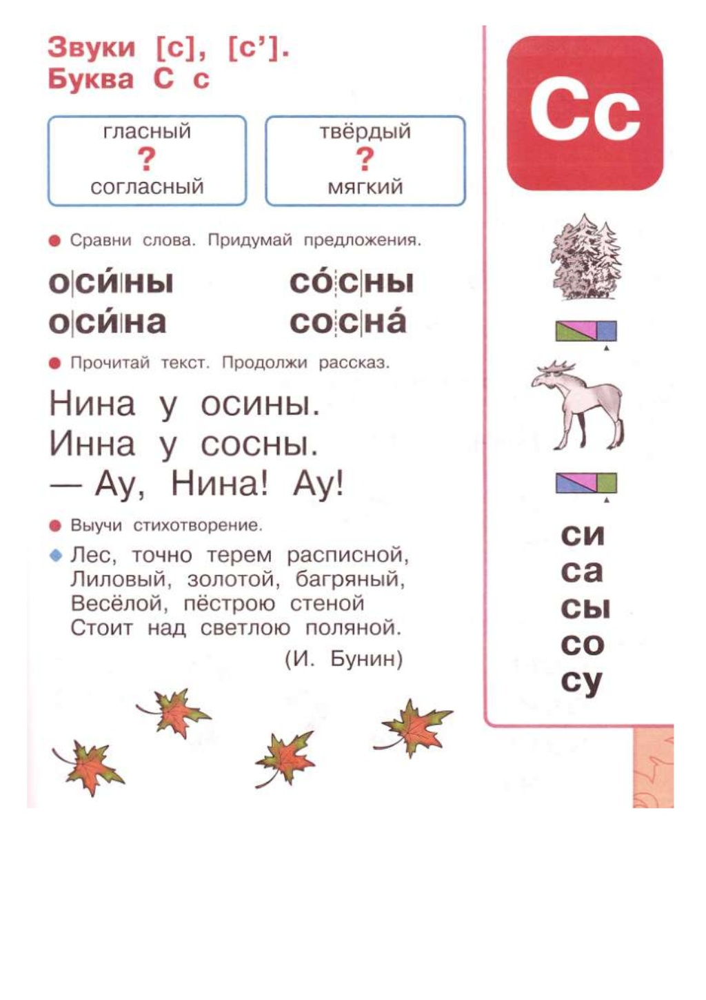 Звуки [с], [с’].
Буква С с
Сс
гласный
?
согласный
твёрдый
?
мягкий
Сравни слова. Придумай предложения.
о|си́|ны со́¦с|ны
о|си́|на со¦с|на́
Прочитай текст. Продолжи рассказ.
Нина у осины.
Инна у сосны.
— Ау, Нина! Ау!
Выучи стихотворение.
Лес, точно терем расписной,
Лиловый, золотой, багряный,
Весёлой, пёстрою стеной
Стоит над светлою поляной.
(И. Бунин)
си
са
сы
со
су